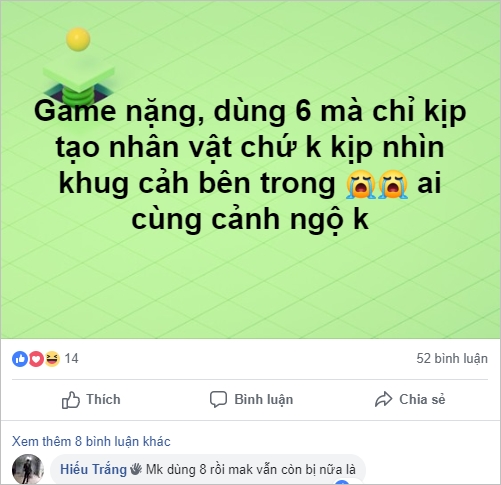 Game nặng, dùng 6 mà chỉ kịp
tạo nhân vật chứ k kịp nhìn
khug cảh bên trong 😭😭 ai
cùng cảnh ngộ k
14
52 bình luận
Thích
Bình luận
Chia sẻ
Xem thêm 8 bình luận khác
Hiếu Trắng👋 Mk dùng 8 rồi mak vẫn còn bị nữa là